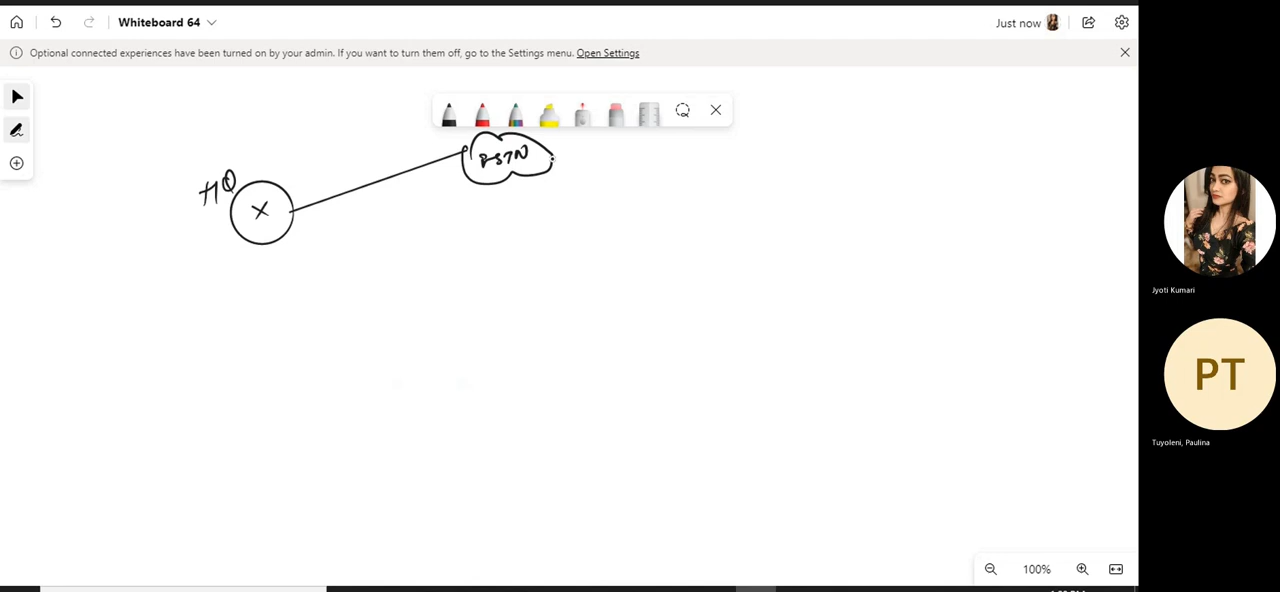 Whiteboard 64
Just now
Optional connected experiences have been turned on by your admin. If you want to turn them off, go to the Settings menu. Open Settings
PSTN
HQ
X
Jyoti Kumari
PT
Tuyoleni, Paulina
100%